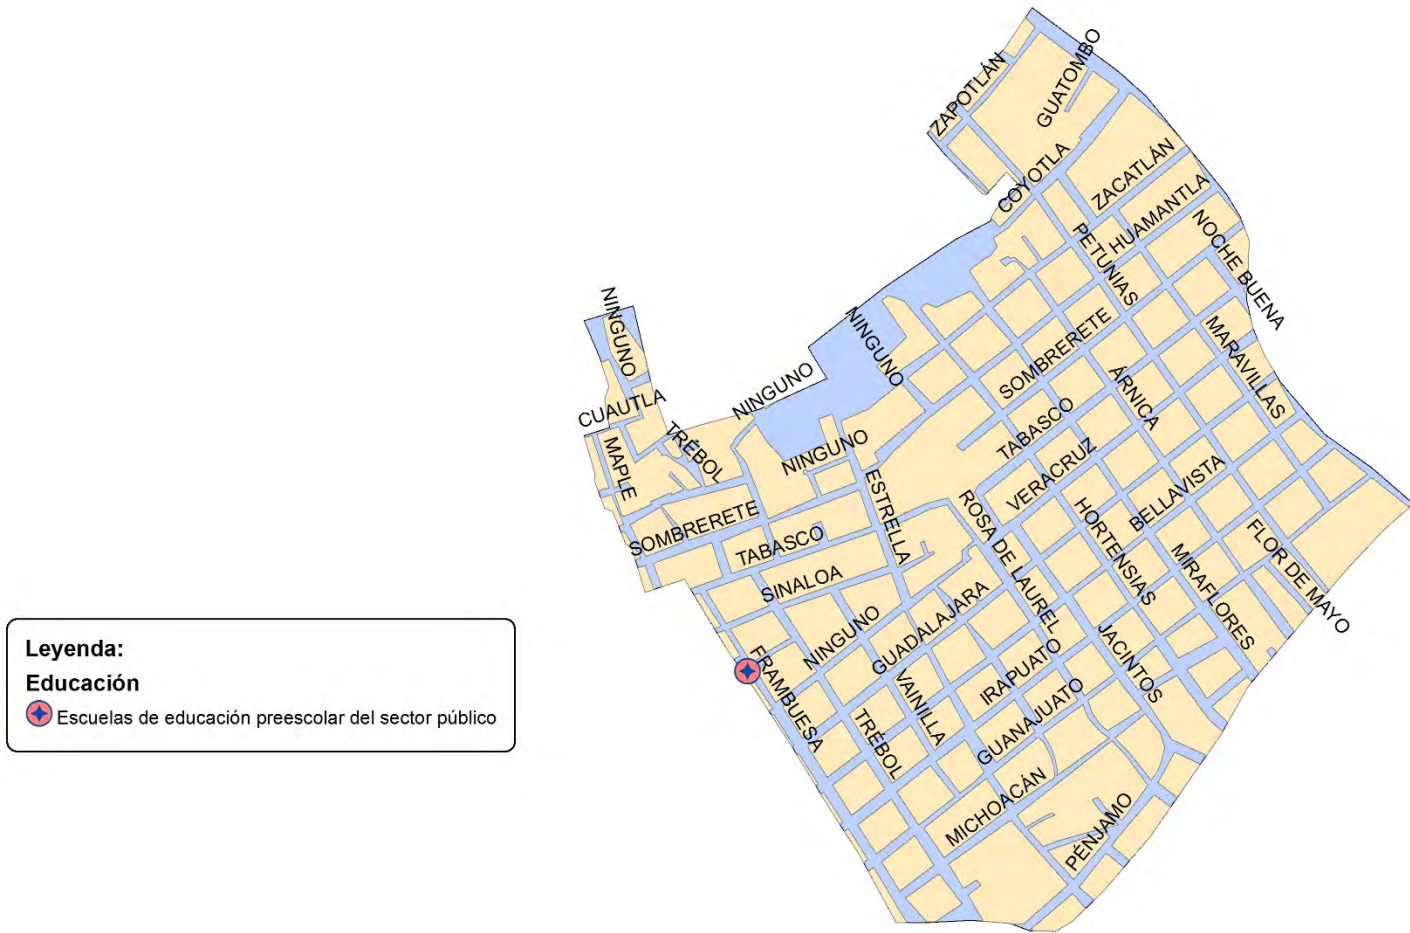 ZAPOTLÁN
GUATOMBO
COYOTLA
ZACATLÁN
HUAMANTLA
PETUNIAS
NOCHE BUENA
NINGUNO
NINGUNO
SOMBRERETE
MARAVILLAS
NINGUNO
CUAUTLA
ÁRNICA
TRÉBOL
TABASCO
NINGUNO
MAPLE
VERACRUZ
BELLAVISTA
ESTRELLA
SOMBRERETE
ROSA DE LAUREL
HORTENSIAS
TABASCO
MIRAFLORES
FLOR DE MAYO
SINALOA
NINGUNO
GUADALAJARA
JACINTOS
FRAMBUESA
IRAPUATO
VAINILLA
GUANAJUATO
TRÉBOL
MICHOACÁN
PÉNJAMO
Leyenda:
Educación
Escuelas de educación preescolar del sector público